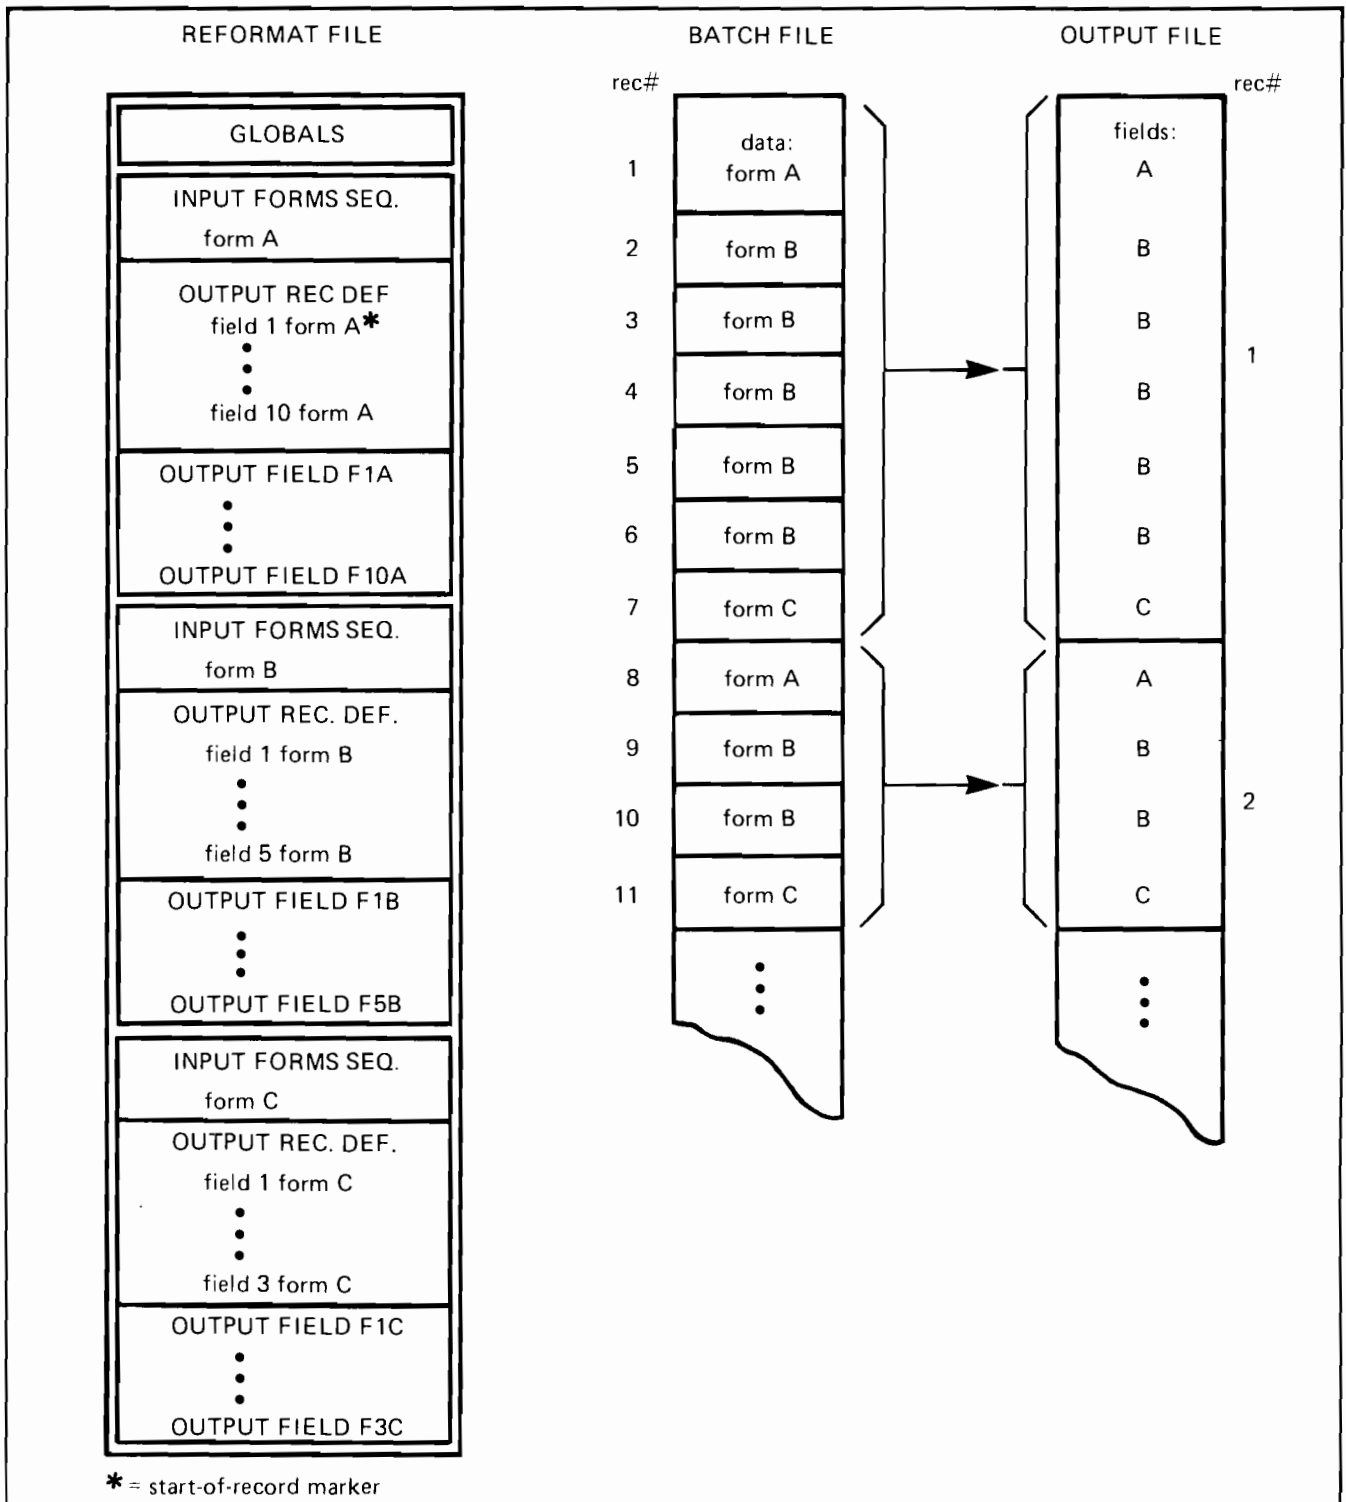 REFORMAT FILE
GLOBALS
INPUT FORMS SEQ.
form A
OUTPUT REC DEF
field 1 form A*
field 10 form A
OUTPUT FIELD F1A
OUTPUT FIELD F10A
INPUT FORMS SEQ.
form B
OUTPUT REC. DEF.
field 1 form B
field 5 form B
OUTPUT FIELD F1B
OUTPUT FIELD F5B
INPUT FORMS SEQ.
form C
OUTPUT REC. DEF.
field 1 form C
field 3 form C
OUTPUT FIELD F1C
OUTPUT FIELD F3C
* = start-of-record marker
BATCH FILE
rec#
data:
1 form A
2 form B
3 form B
4 form B
5 form B
6 form B
7 form C
8 form A
9 form B
10 form B
11 form C
OUTPUT FILE
rec#
fields:
A
B
B
1
B
B
B
C
A
B
2
B
C